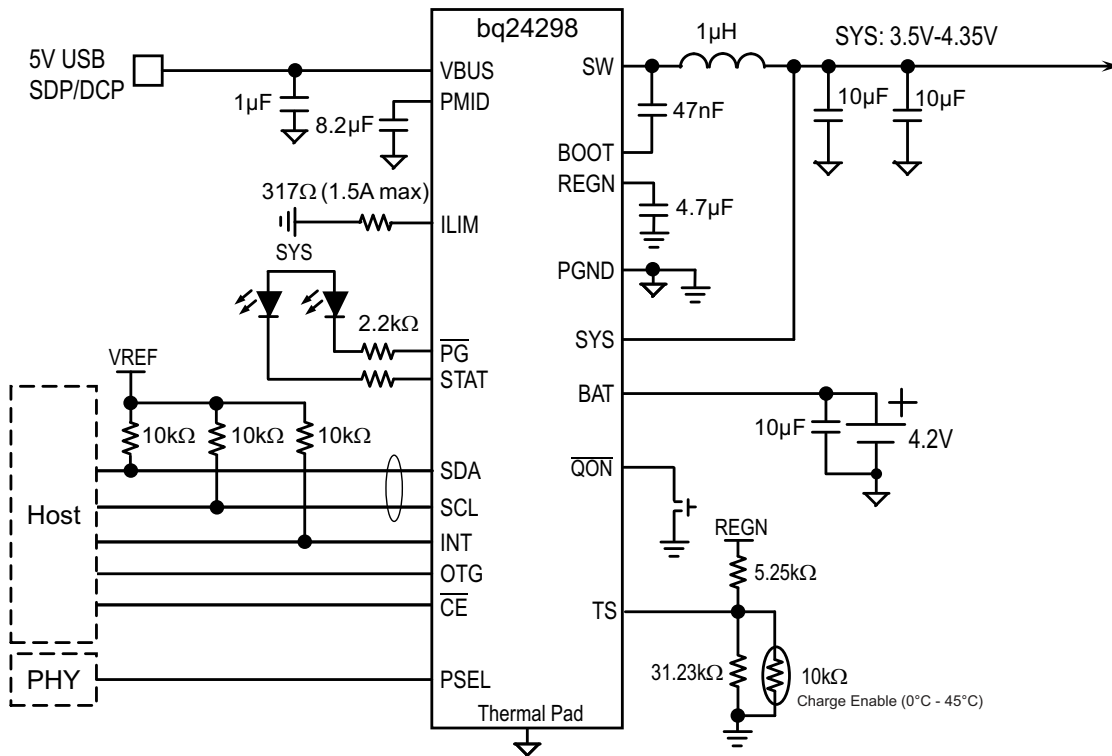 bq24298
5V USB
SDP/DCP
VBUS
1µF
PMID
8.2µF
317Ω (1.5A max)
ILIM
SYS
2.2kΩ
PG
STAT
VREF
10kΩ
10kΩ
10kΩ
Host
SDA
SCL
INT
OTG
CE
PHY
PSEL
Thermal Pad
SW
1µH
SYS: 3.5V-4.35V
47nF
10µF
10µF
BOOT
REGN
4.7µF
PGND
SYS
BAT
10µF
4.2V
QON
REGN
5.25kΩ
TS
31.23kΩ
10kΩ
Charge Enable (0°C - 45°C)